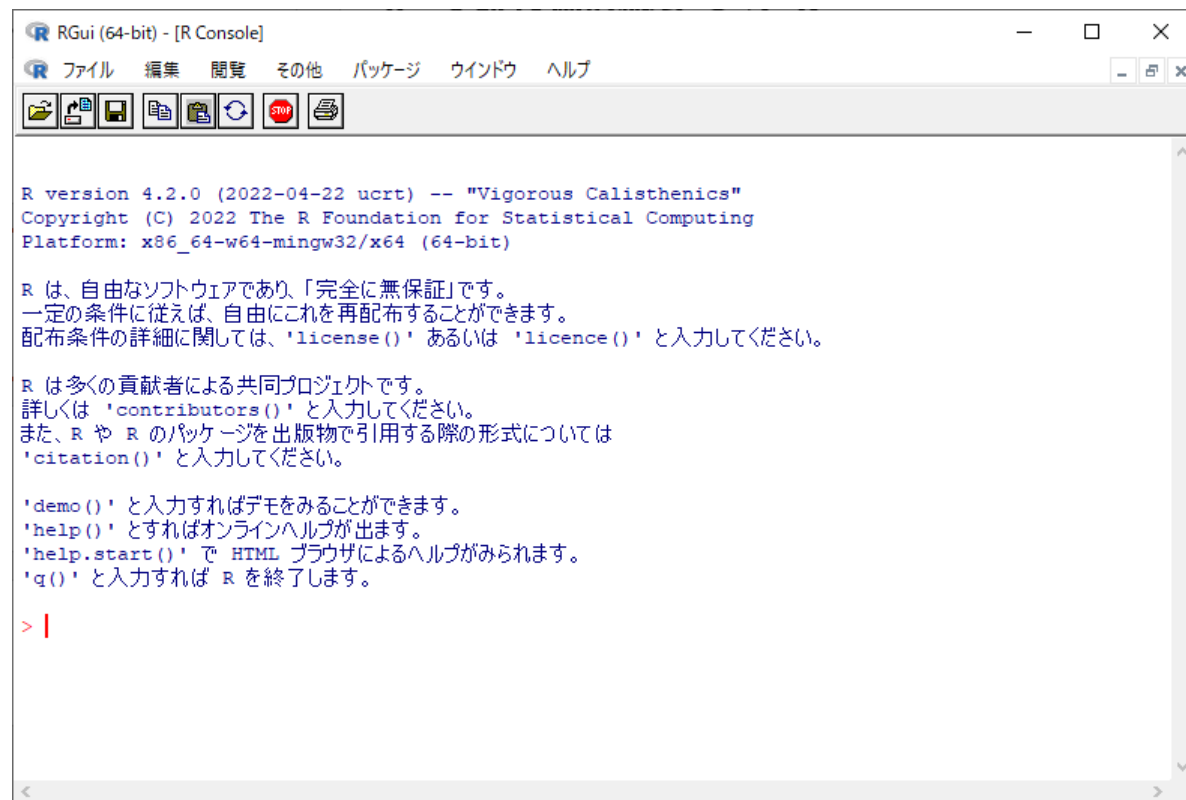 RGui (64-bit) - [R Console]
ファイル 編集 閲覧 その他 パッケージ ウインドウ ヘルプ
STOP
R version 4.2.0 (2022-04-22 ucrt) -- "Vigorous Calisthenics"
Copyright (C) 2022 The R Foundation for Statistical Computing
Platform: x86_64-w64-mingw32/x64 (64-bit)
R は、自由なソフトウェアであり、「完全に無保証」です。
一定の条件に従えば、自由にこれを再配布することができます。
配布条件の詳細に関しては、'license()' あるいは 'licence()' と入力してください。
R は多くの貢献者による共同プロジェクトです。
詳しくは 'contributors()' と入力してください。
また、R や R のパッケージを出版物で引用する際の形式については
'citation()' と入力してください。
'demo()' と入力すればデモをみることができます。
'help()' とすればオンラインヘルプが出ます。
'help.start()' で HTML ブラウザによるヘルプがみられます。
'q()' と入力すれば R を終了します。
>